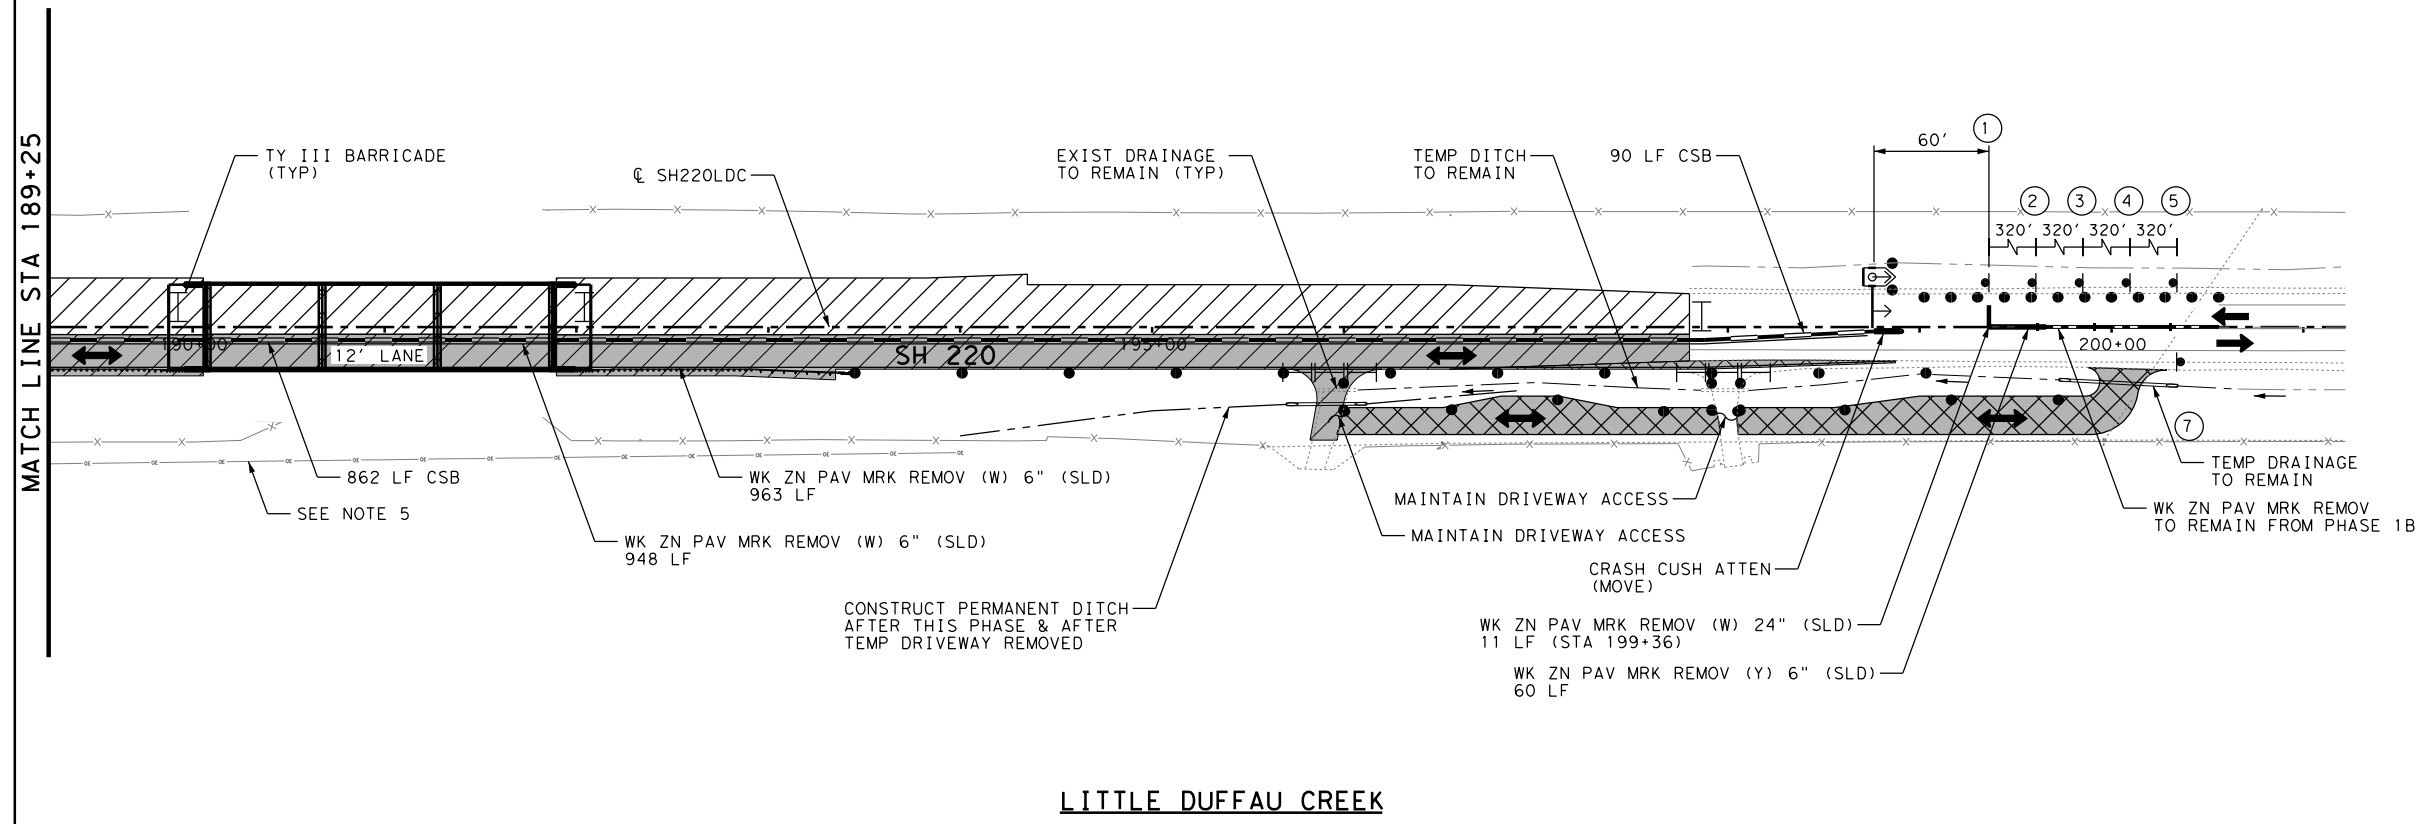 MATCH LINE STA 189+25
TY III BARRICADE
(TYP)
℄ SH220LDC
EXIST DRAINAGE
TO REMAIN (TYP)
TEMP DITCH
TO REMAIN
90 LF CSB
60'
1
2
3
4
5
320'
320'
320'
320'
190+00
12' LANE
SH 220
195+00
200+00
7
862 LF CSB
SEE NOTE 5
WK ZN PAV MRK REMOV (W) 6" (SLD)
963 LF
WK ZN PAV MRK REMOV (W) 6" (SLD)
948 LF
MAINTAIN DRIVEWAY ACCESS
MAINTAIN DRIVEWAY ACCESS
TEMP DRAINAGE
TO REMAIN
WK ZN PAV MRK REMOV
TO REMAIN FROM PHASE 1B
CRASH CUSH ATTEN
(MOVE)
CONSTRUCT PERMANENT DITCH
AFTER THIS PHASE & AFTER
TEMP DRIVEWAY REMOVED
WK ZN PAV MRK REMOV (W) 24" (SLD)
11 LF (STA 199+36)
WK ZN PAV MRK REMOV (Y) 6" (SLD)
60 LF
LITTLE DUFFAU CREEK